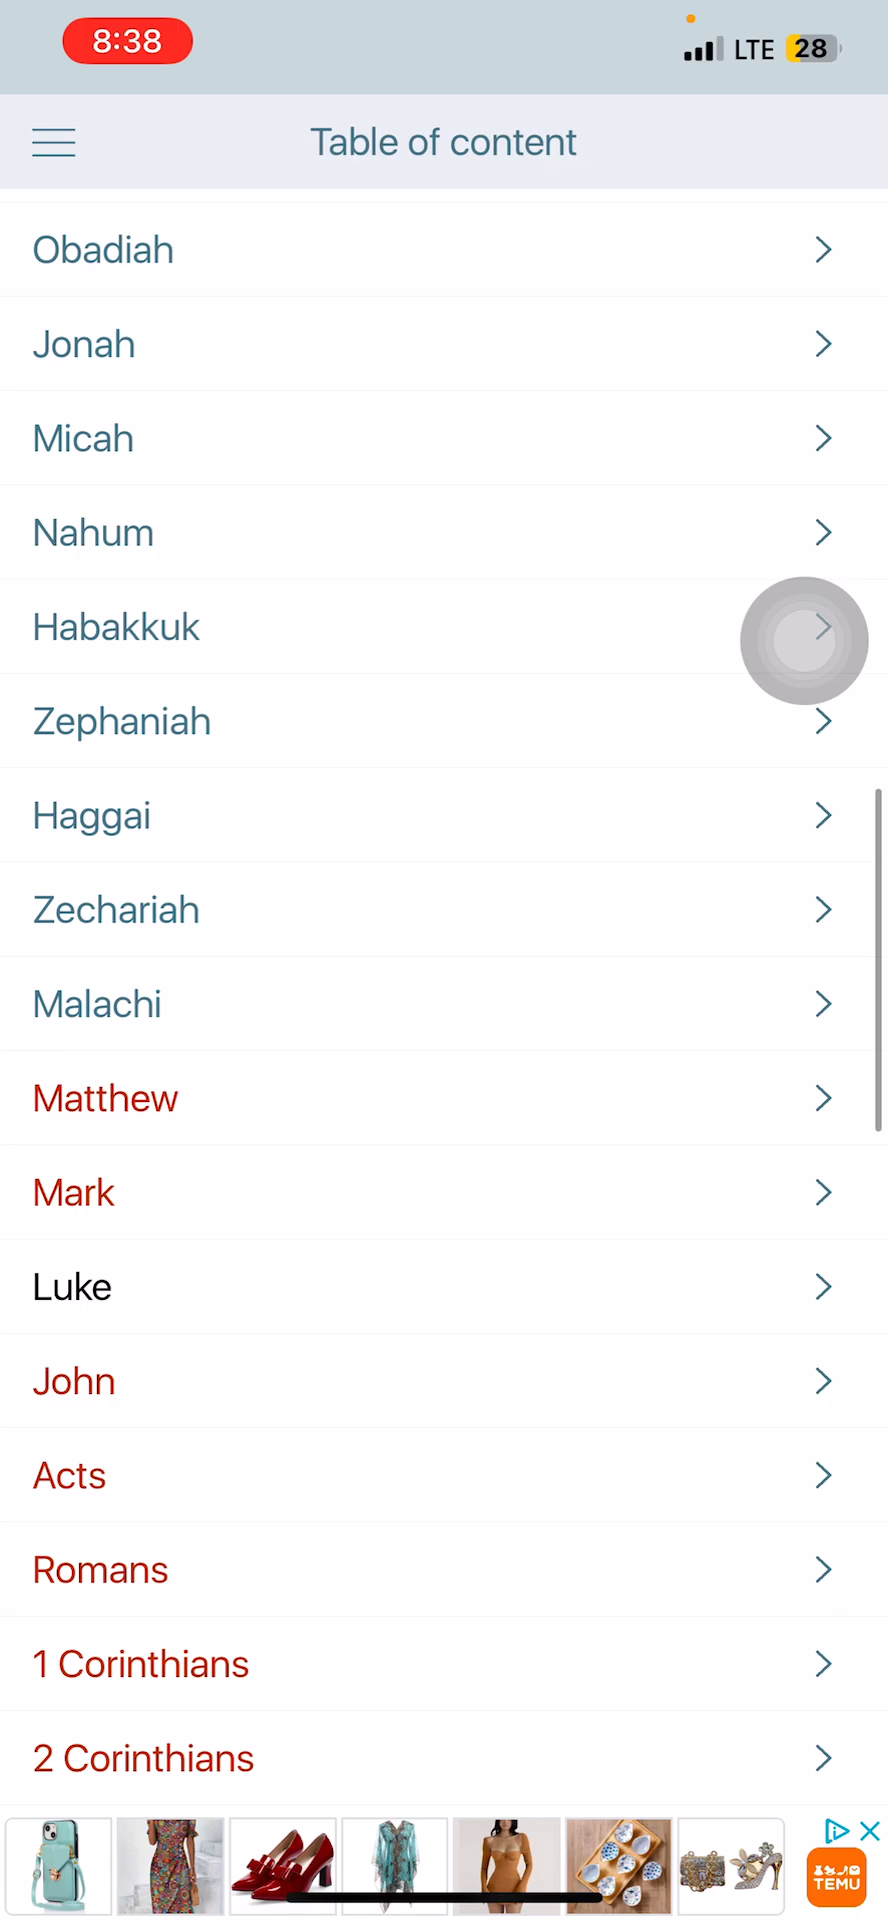 8:38
LTE 28
Table of content
Obadiah
Jonah
Micah
Nahum
Habakkuk
Zephaniah
Haggai
Zechariah
Malachi
Matthew
Mark
Luke
John
Acts
Romans
1 Corinthians
2 Corinthians
TEMU